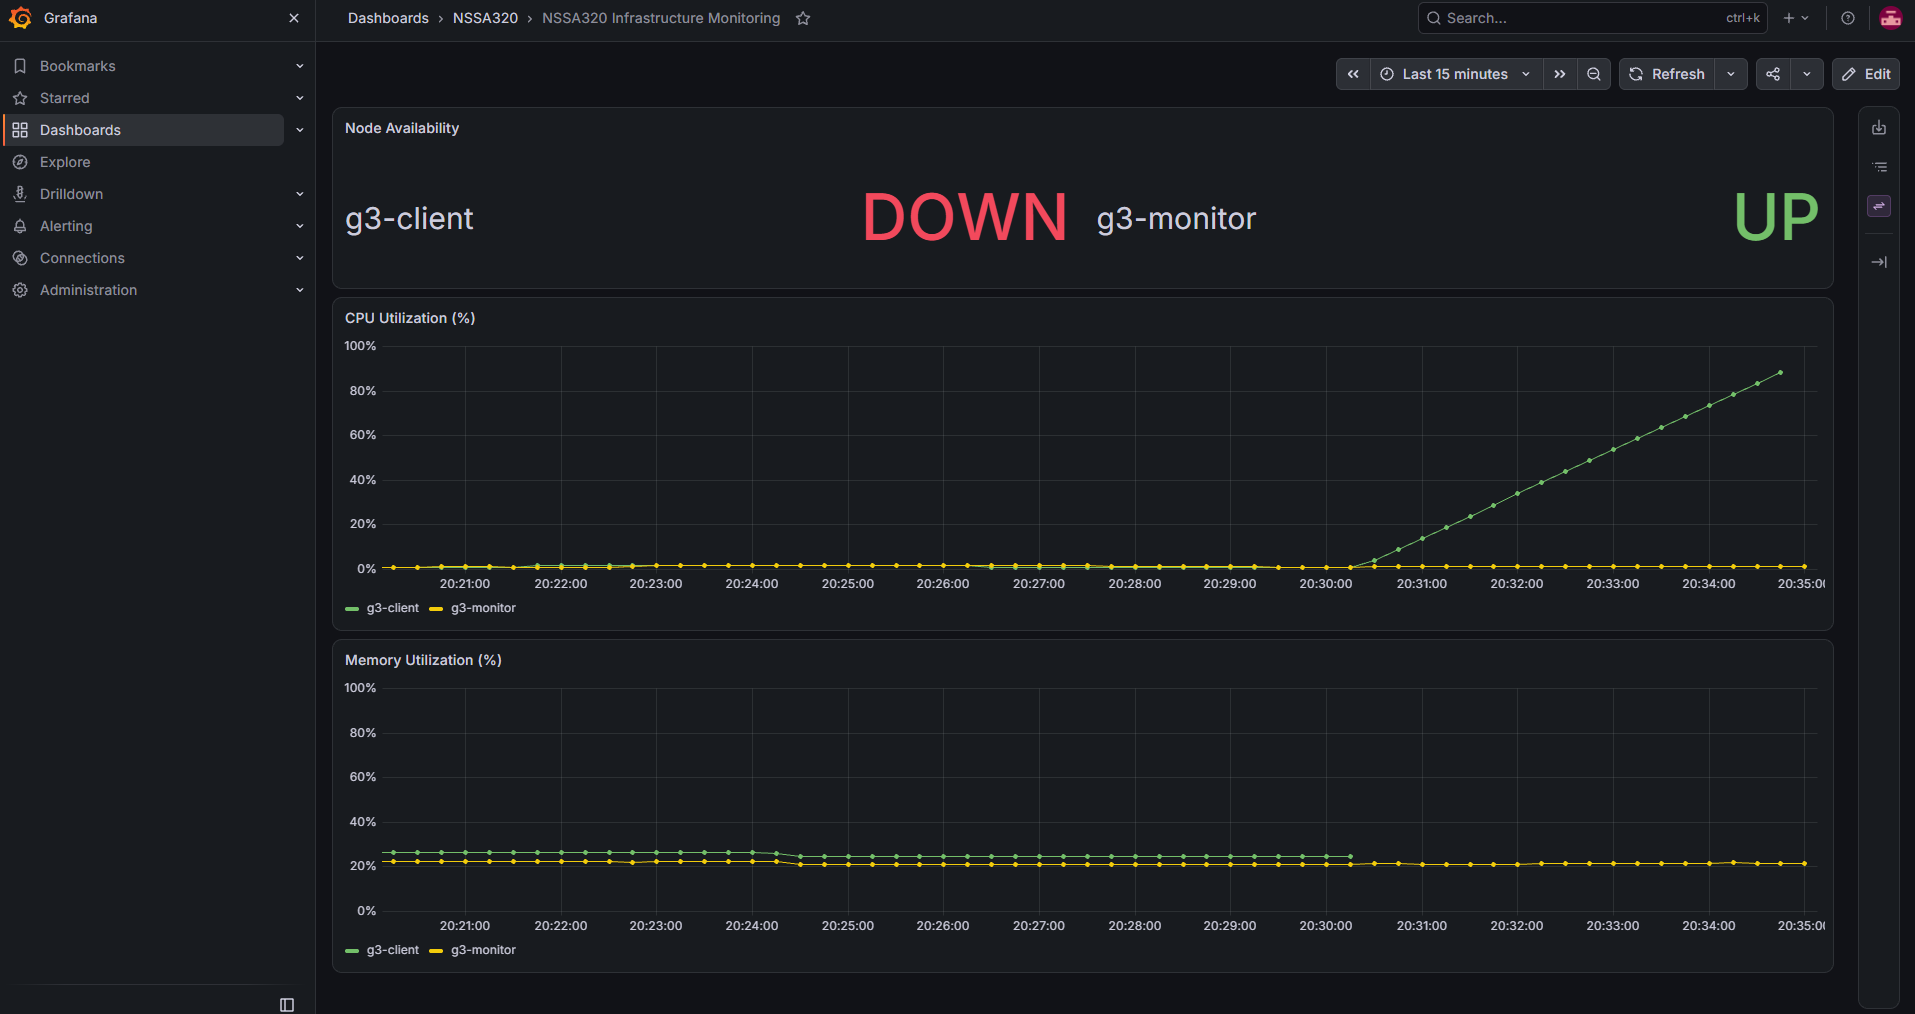 Grafana
Dashboards › NSSA320 › NSSA320 Infrastructure Monitoring
Search...
ctrl+k
Bookmarks
Starred
Dashboards
Explore
Drilldown
Alerting
Connections
Administration
Last 15 minutes
Refresh
Edit
Node Availability
g3-client
DOWN
g3-monitor
UP
CPU Utilization (%)
100%
80%
60%
40%
20%
0%
20:21:00 20:22:00 20:23:00 20:24:00 20:25:00 20:26:00 20:27:00 20:28:00 20:29:00 20:30:00 20:31:00 20:32:00 20:33:00 20:34:00 20:35:00
g3-client g3-monitor
Memory Utilization (%)
100%
80%
60%
40%
20%
0%
20:21:00 20:22:00 20:23:00 20:24:00 20:25:00 20:26:00 20:27:00 20:28:00 20:29:00 20:30:00 20:31:00 20:32:00 20:33:00 20:34:00 20:35:00
g3-client g3-monitor